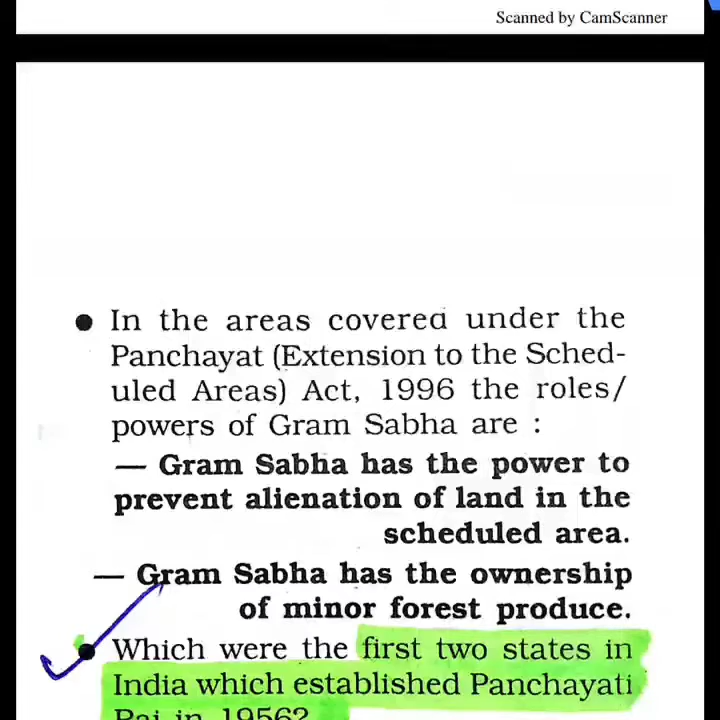 Scanned by CamScanner
● In the areas covered under the
Panchayat (Extension to the Sched-
uled Areas) Act, 1996 the roles/
powers of Gram Sabha are :
— Gram Sabha has the power to
prevent alienation of land in the
scheduled area.
— Gram Sabha has the ownership
of minor forest produce.
● Which were the first two states in
India which established Panchayati
Raj in 1956?